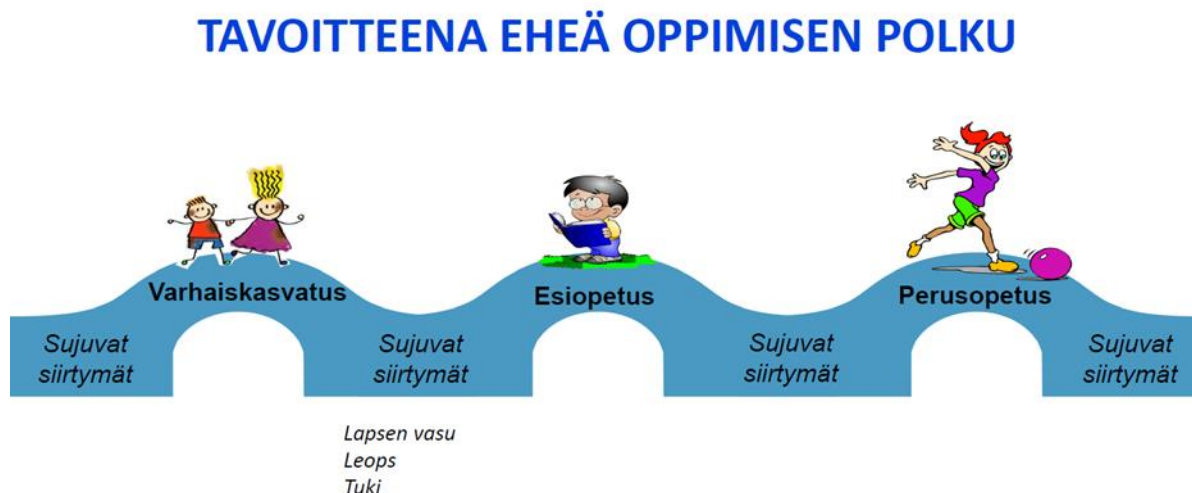 TAVOITTEENA EHEÄ OPPIMISEN POLKU
Varhaiskasvatus
Esiopetus
Perusopetus
Sujuvat
siirtymät
Sujuvat
siirtymät
Sujuvat
siirtymät
Sujuvat
siirtymät
Lapsen vasu
Leops
Tuki